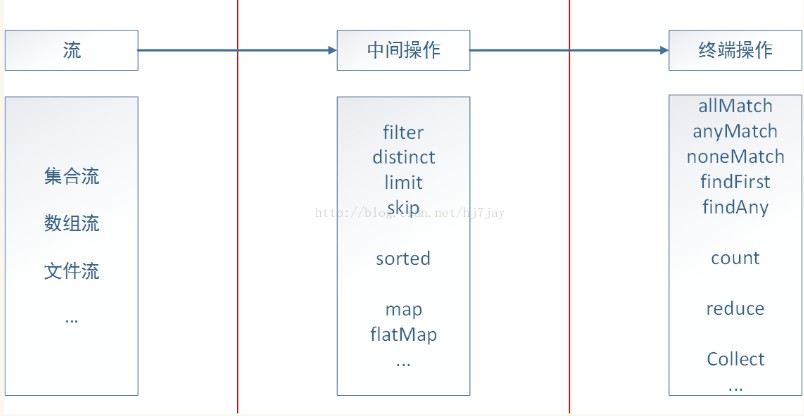 流
中间操作
终端操作
集合流
数组流
文件流
...
filter
distinct
limit
skip
sorted
map
flatMap
...
allMatch
anyMatch
noneMatch
findFirst
findAny
count
reduce
Collect
...
http://blog.csdn.net/hj7jay